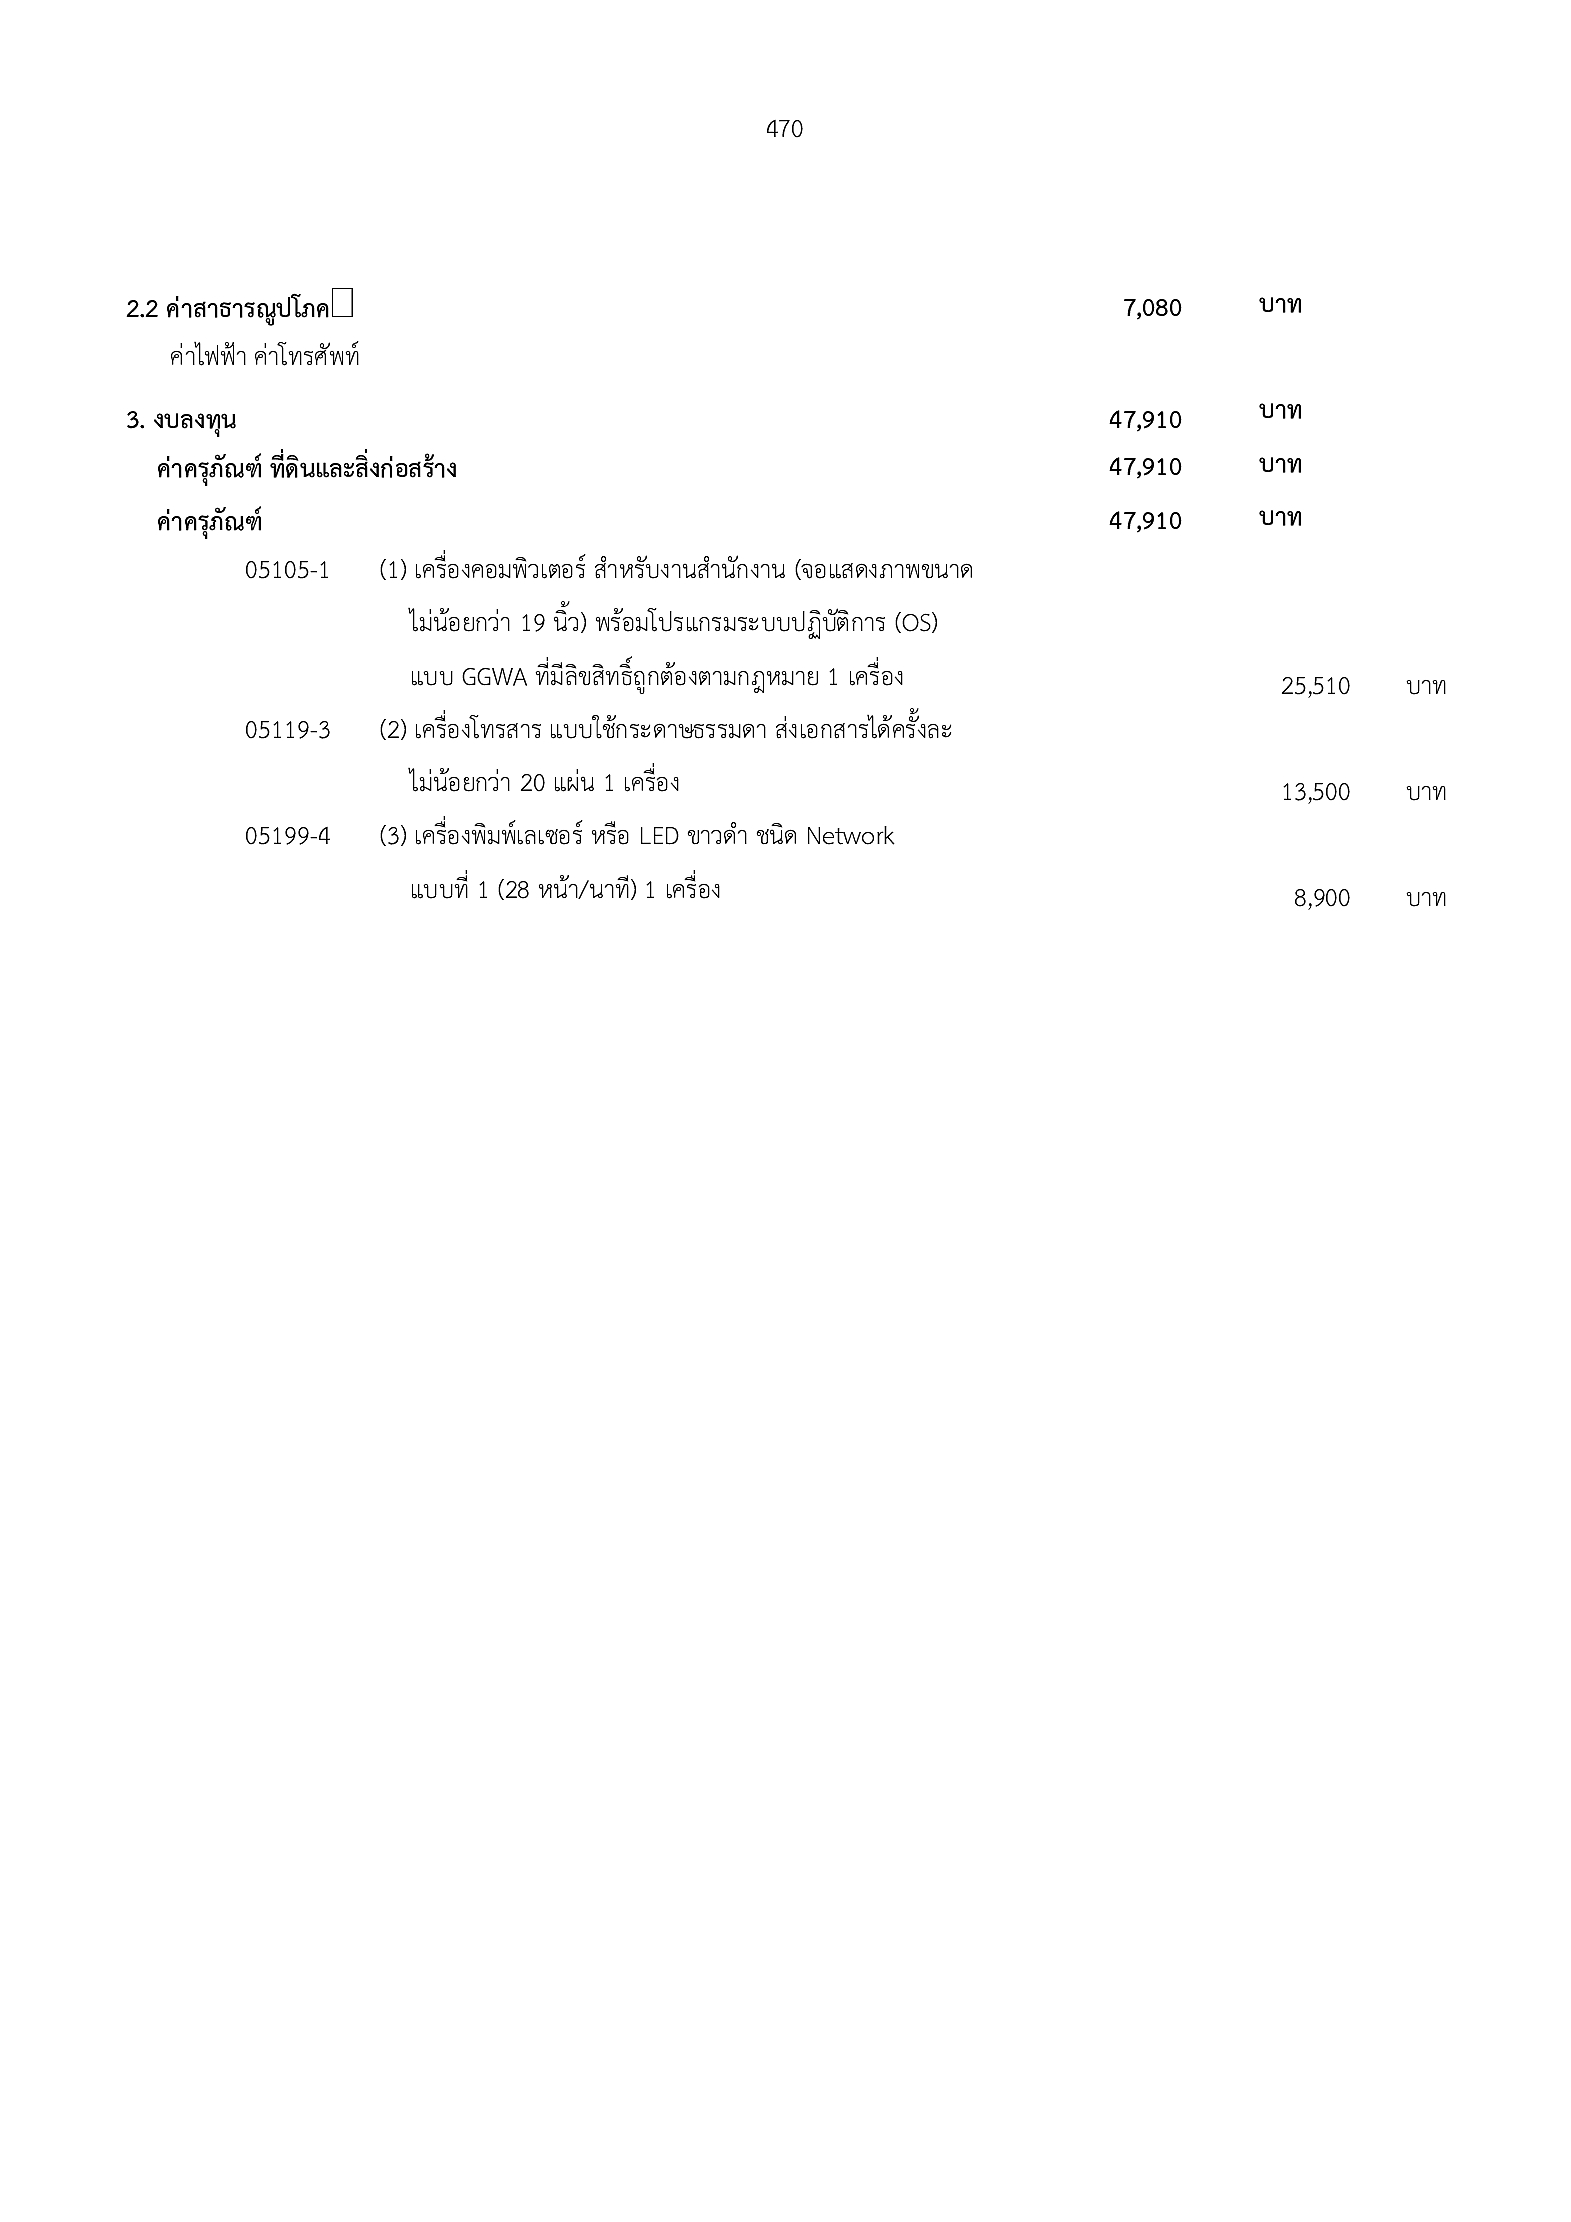 470
2.2 ค่าสาธารณูปโภค 7,080 บาท
ค่าไฟฟ้า ค่าโทรศัพท์
3. งบลงทุน 47,910 บาท
ค่าครุภัณฑ์ ที่ดินและสิ่งก่อสร้าง 47,910 บาท
ค่าครุภัณฑ์ 47,910 บาท
05105-1 (1) เครื่องคอมพิวเตอร์ สำหรับงานสำนักงาน (จอแสดงภาพขนาด
ไม่น้อยกว่า 19 นิ้ว) พร้อมโปรแกรมระบบปฏิบัติการ (OS)
แบบ GGWA ที่มีลิขสิทธิ์ถูกต้องตามกฎหมาย 1 เครื่อง 25,510 บาท
05119-3 (2) เครื่องโทรสาร แบบใช้กระดาษธรรมดา ส่งเอกสารได้ครั้งละ
ไม่น้อยกว่า 20 แผ่น 1 เครื่อง 13,500 บาท
05199-4 (3) เครื่องพิมพ์เลเซอร์ หรือ LED ขาวดำ ชนิด Network
แบบที่ 1 (28 หน้า/นาที) 1 เครื่อง 8,900 บาท